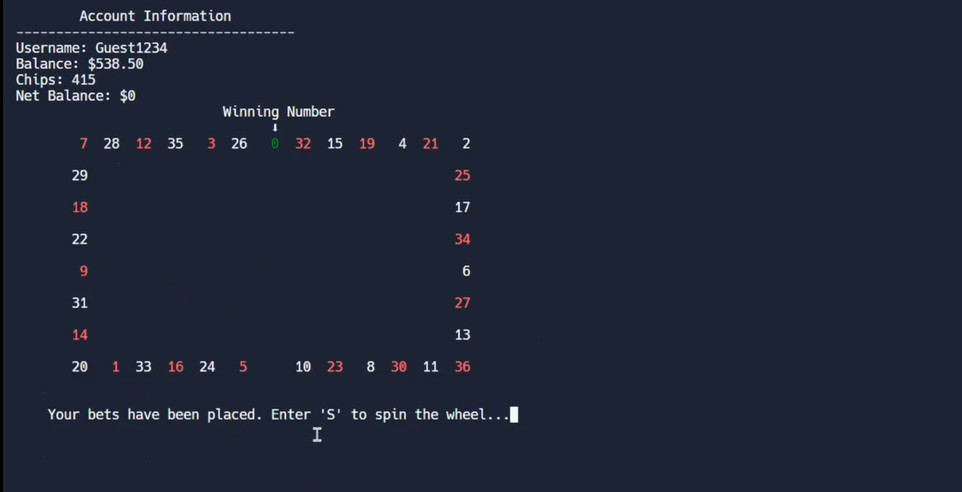 Account Information
-----------------------------------
Username: Guest1234
Balance: $538.50
Chips: 415
Net Balance: $0
Winning Number
⬇
7 28 12 35 3 26 0 32 15 19 4 21 2
29 25
18 17
22 34
9 6
31 27
14 13
20 1 33 16 24 5 10 23 8 30 11 36
Your bets have been placed. Enter 'S' to spin the wheel...